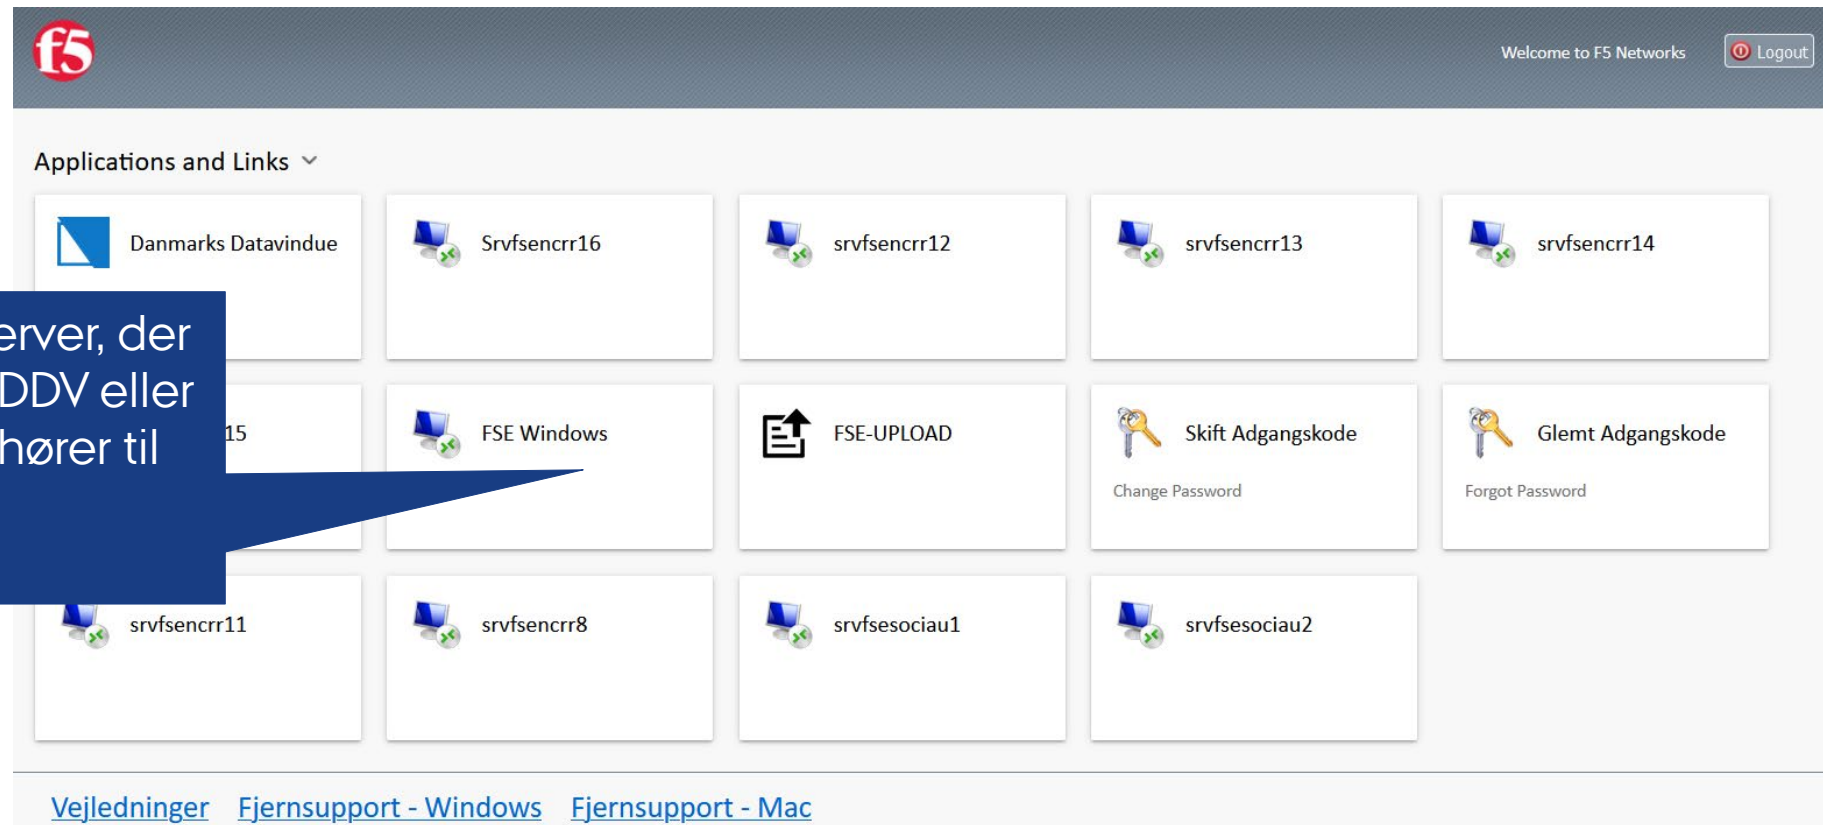 f5
Welcome to F5 Networks
Logout
Applications and Links
Danmarks Datavindue
Srvfsencrr16
srvfsencrr12
srvfsencrr13
srvfsencrr14
der
DDV eller
hører til
15
FSE Windows
FSE-UPLOAD
Skift Adgangskode
Change Password
Glemt Adgangskode
Forgot Password
srvfsencrr11
srvfsencrr8
srvfsesociau1
srvfsesociau2
Vejledninger Fjernsupport - Windows Fjernsupport - Mac